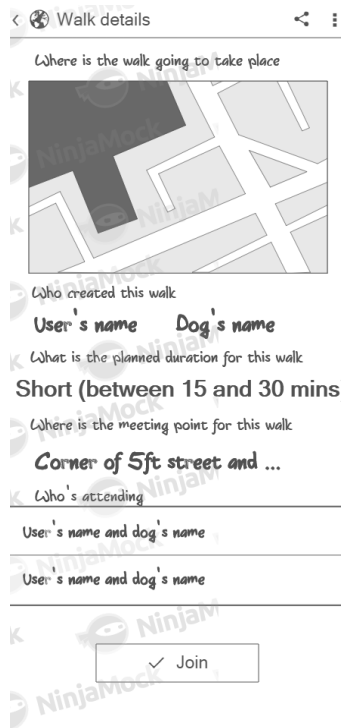 Walk details
Where is the walk going to take place
Who created this walk
User's name Dog's name
What is the planned duration for this walk
Short (between 15 and 30 mins
Where is the meeting point for this walk
Corner of 5ft street and ...
Who's attending
User's name and dog's name
User's name and dog's name
Join
NinjaMock